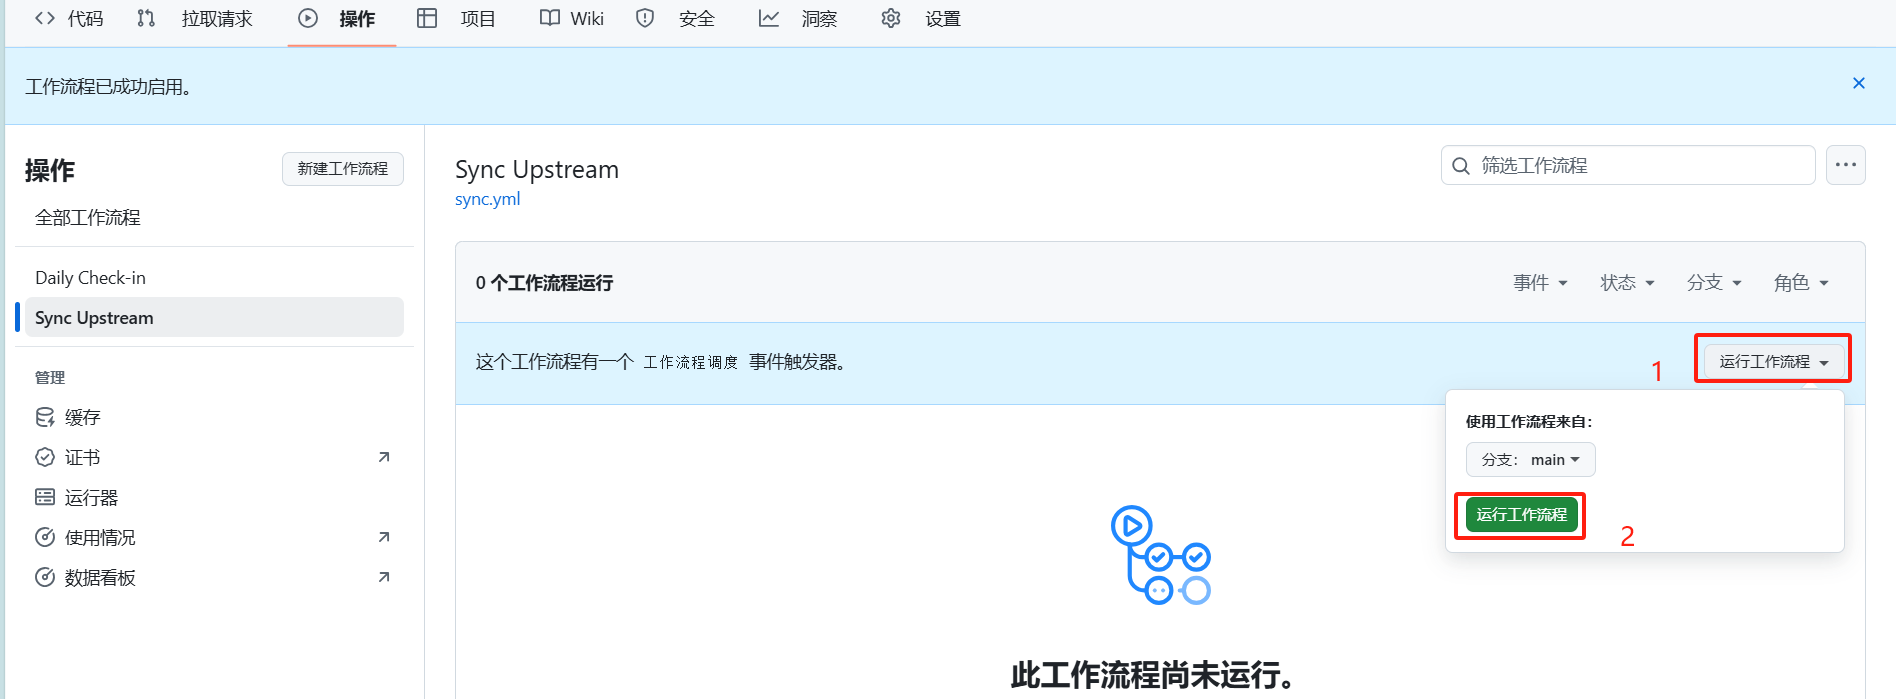 代码 拉取请求 操作 项目 Wiki 安全 洞察 设置
工作流程已成功启用。
操作 新建工作流程
全部工作流程
Daily Check-in
Sync Upstream
管理
缓存
证书
运行器
使用情况
数据看板
Sync Upstream
sync.yml
筛选工作流程
0 个工作流程运行 事件 状态 分支 角色
这个工作流程有一个 工作流程调度 事件触发器。
1 运行工作流程
使用工作流程来自:
分支: main
运行工作流程 2
此工作流程尚未运行。